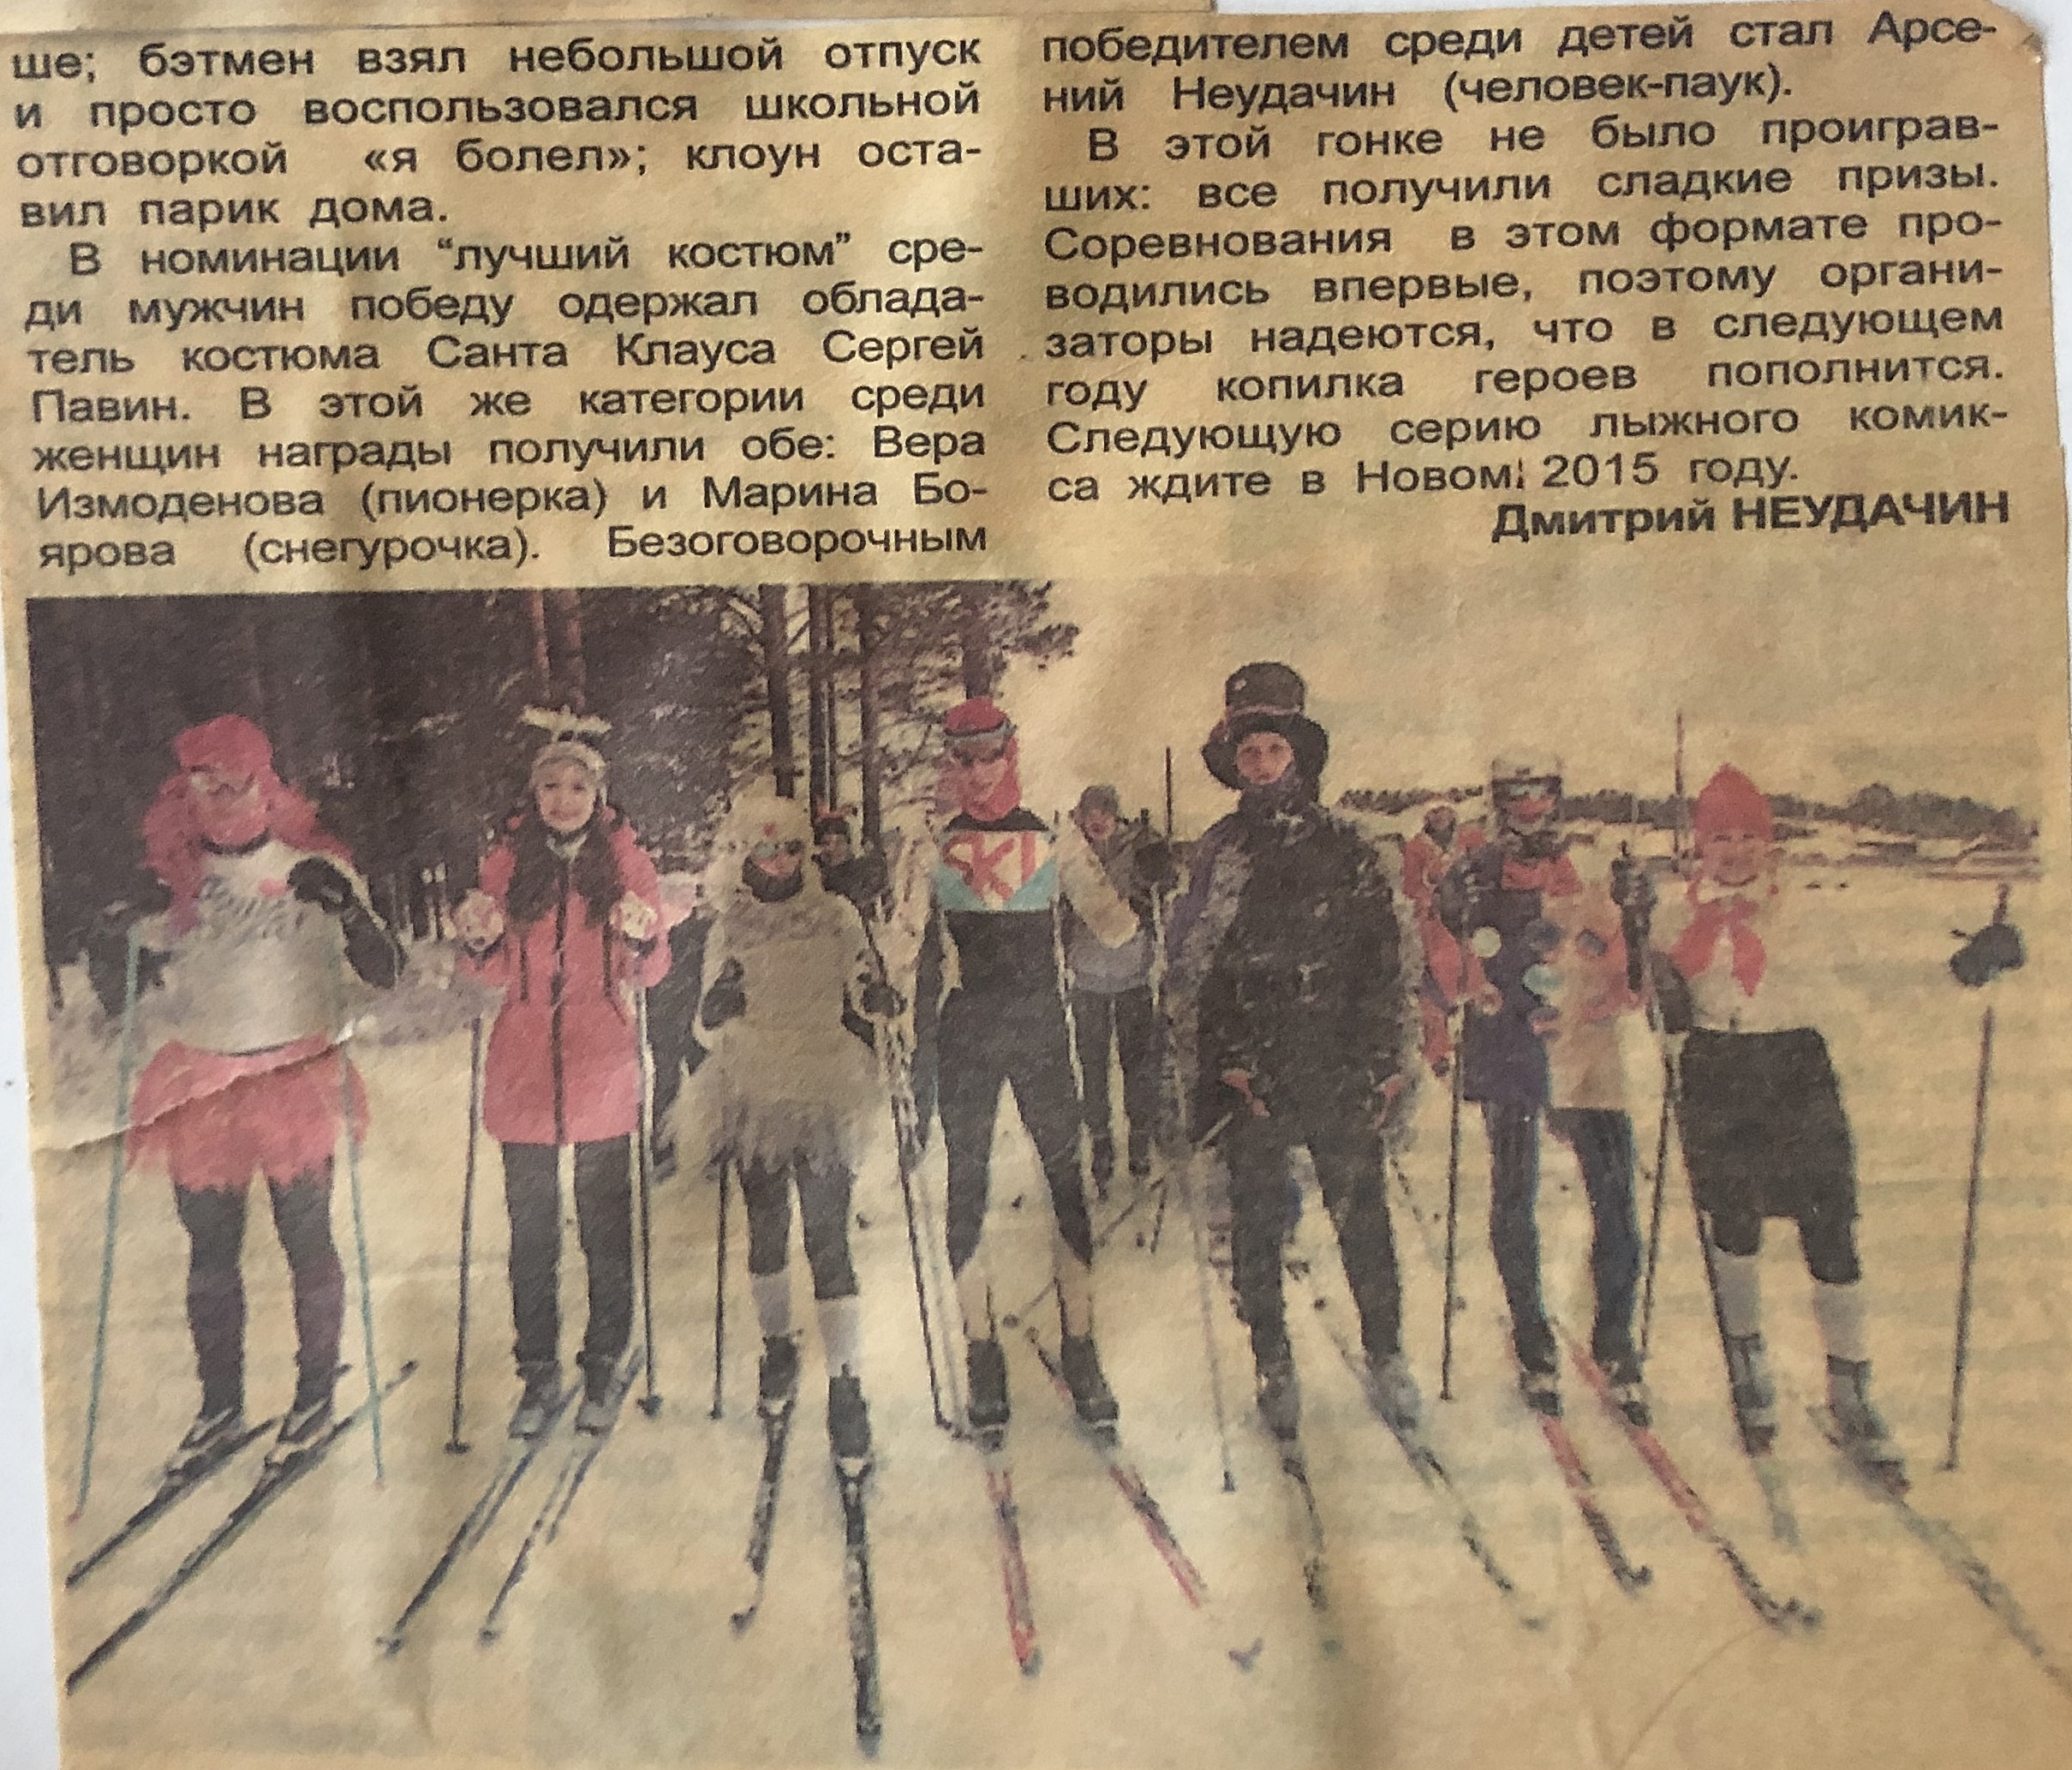 ше; бэтмен взял небольшой отпуск
и просто воспользовался школьной
отговоркой «я болел»; клоун оста-
вил парик дома.
В номинации “лучший костюм” сре-
ди мужчин победу одержал облада-
тель костюма Санта Клауса Сергей
Павин. В этой же категории среди
женщин награды получили обе: Вера
Измоденова (пионерка) и Марина Бо-
ярова (снегурочка). Безоговорочным
победителем среди детей стал Арсе-
ний Неудачин (человек-паук).
В этой гонке не было проиграв-
ших: все получили сладкие призы.
Соревнования в этом формате про-
водились впервые, поэтому органи-
заторы надеются, что в следующем
году копилка героев пополнится.
Следующую серию лыжного комик-
са ждите в Новом 2015 году.
Дмитрий НЕУДАЧИН
SKI